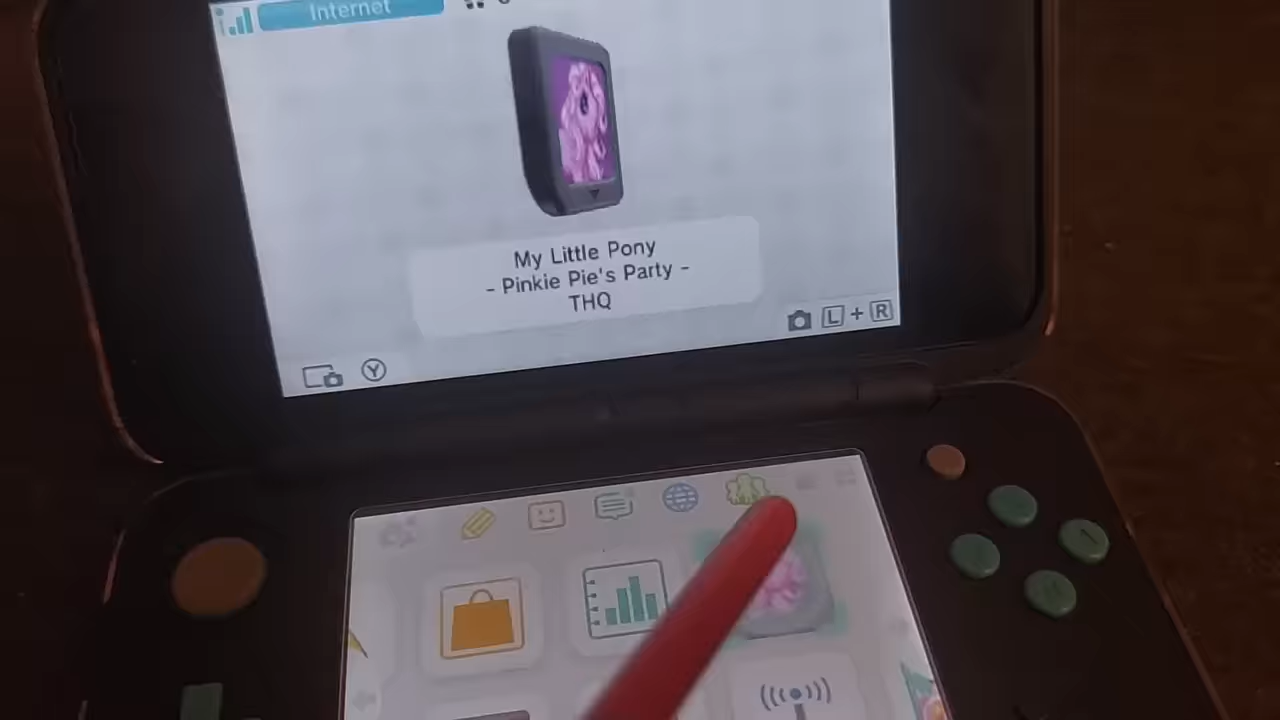 Internet
My Little Pony
- Pinkie Pie's Party -
THQ
Y
L + R